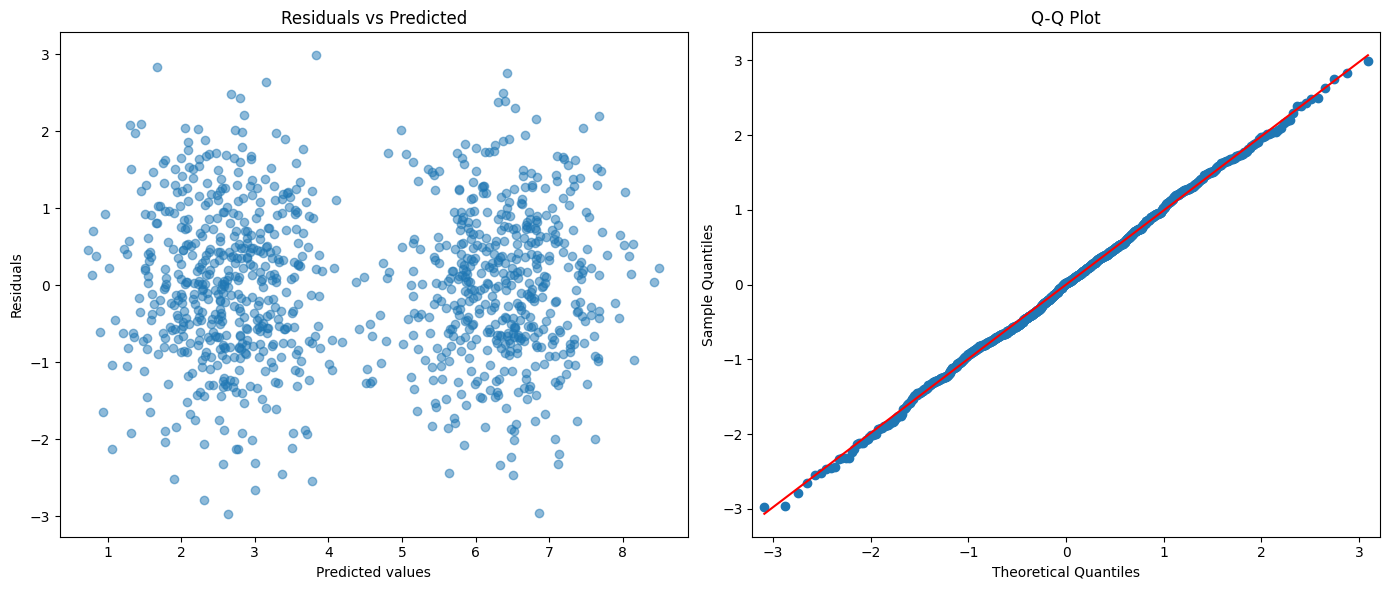 Residuals vs Predicted
3
2
1
0
−1
−2
−3
Residuals
1 2 3 4 5 6 7 8
Predicted values
Q-Q Plot
3
2
1
0
−1
−2
−3
Sample Quantiles
−3 −2 −1 0 1 2 3
Theoretical Quantiles